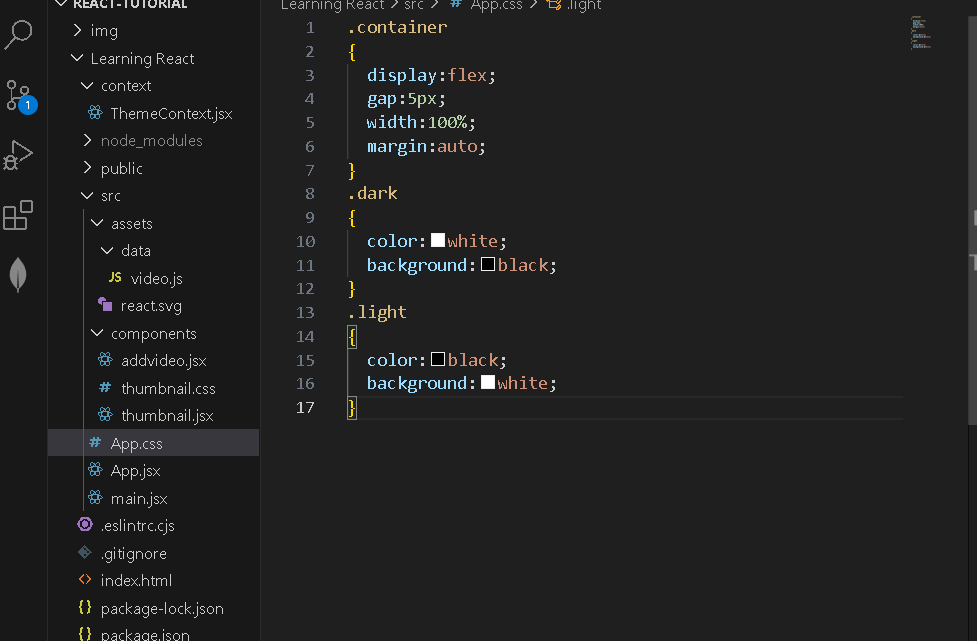 REACT-TUTORIAL
img
Learning React
context
ThemeContext.jsx
node_modules
public
src
assets
data
JS video.js
react.svg
components
addvideo.jsx
# thumbnail.css
thumbnail.jsx
# App.css
App.jsx
main.jsx
.eslintrc.cjs
.gitignore
<> index.html
{} package-lock.json
{} package.json
1
Learning React > src > # App.css > .light
1 .container
2 {
3 display:flex;
4 gap:5px;
5 width:100%;
6 margin:auto;
7 }
8 .dark
9 {
10 color:white;
11 background:black;
12 }
13 .light
14 {
15 color:black;
16 background:white;
17 }